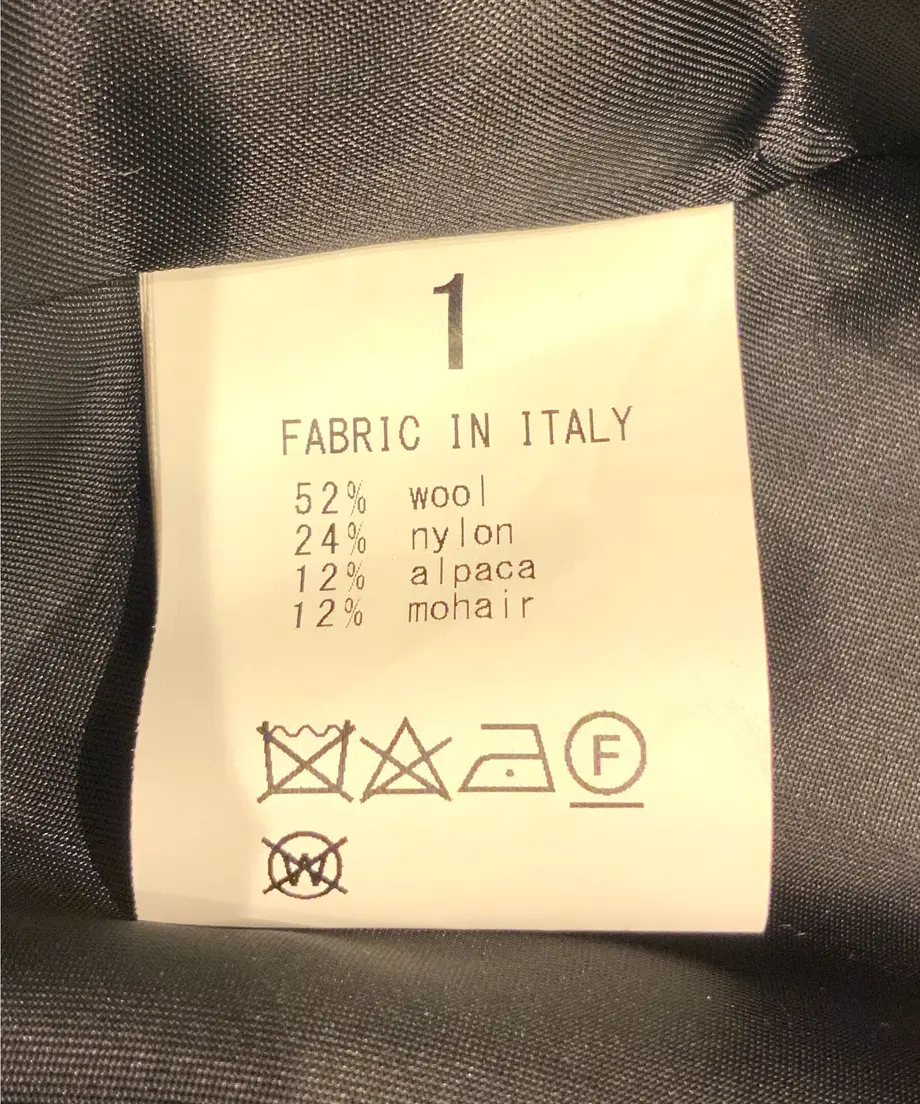 1
FABRIC IN ITALY
52% wool
24% nylon
12% alpaca
12% mohair
F
W